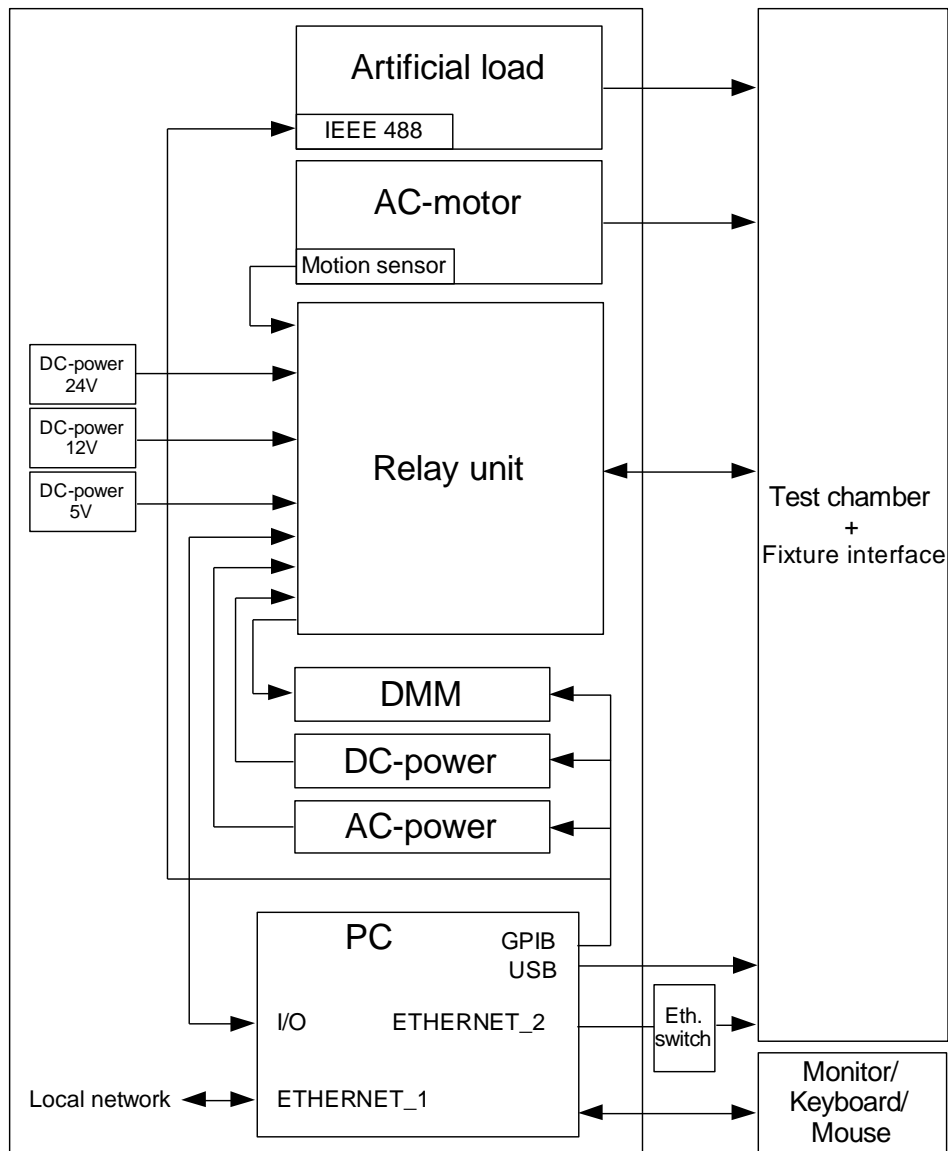 Artificial load
IEEE 488
AC-motor
Motion sensor
DC-power
24V
DC-power
12V
DC-power
5V
Relay unit
Test chamber
+
Fixture interface
DMM
DC-power
AC-power
PC
GPIB
USB
I/O
ETHERNET_2
Eth.
switch
Local network
ETHERNET_1
Monitor/
Keyboard/
Mouse